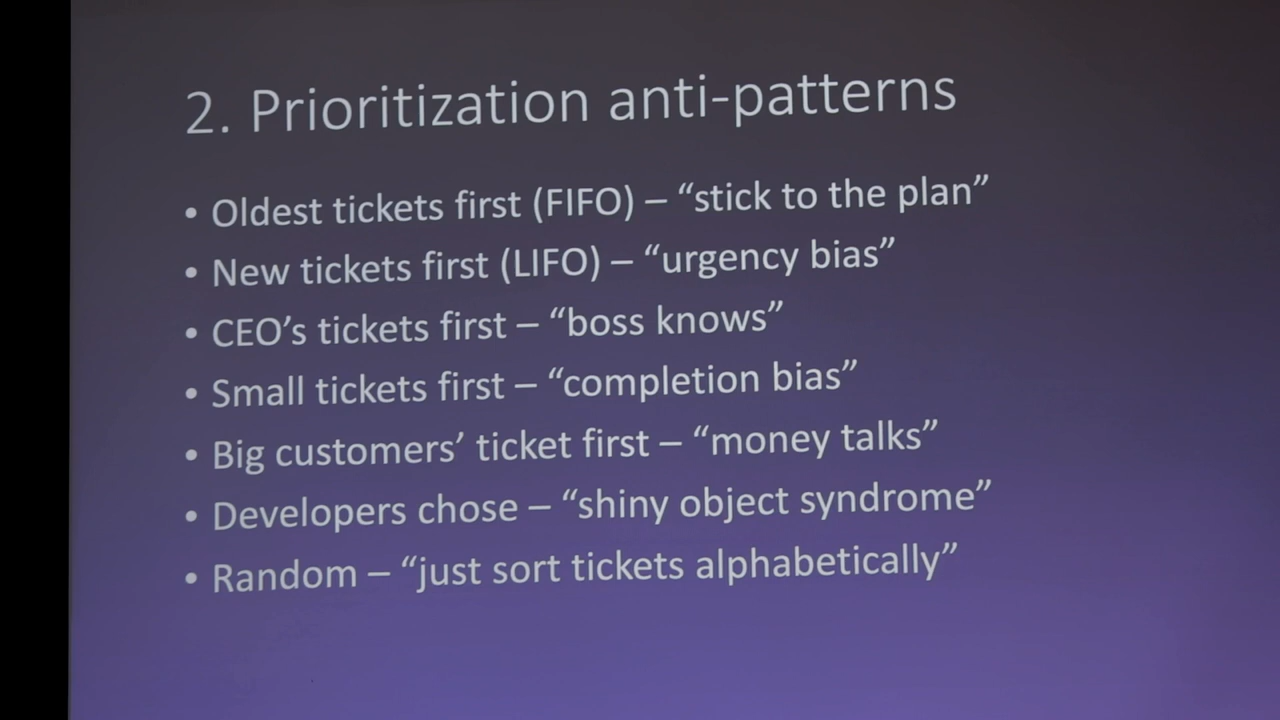 2. Prioritization anti-patterns
• Oldest tickets first (FIFO) – “stick to the plan”
• New tickets first (LIFO) – “urgency bias”
• CEO’s tickets first – “boss knows”
• Small tickets first – “completion bias”
• Big customers’ ticket first – “money talks”
• Developers chose – “shiny object syndrome”
• Random – “just sort tickets alphabetically”